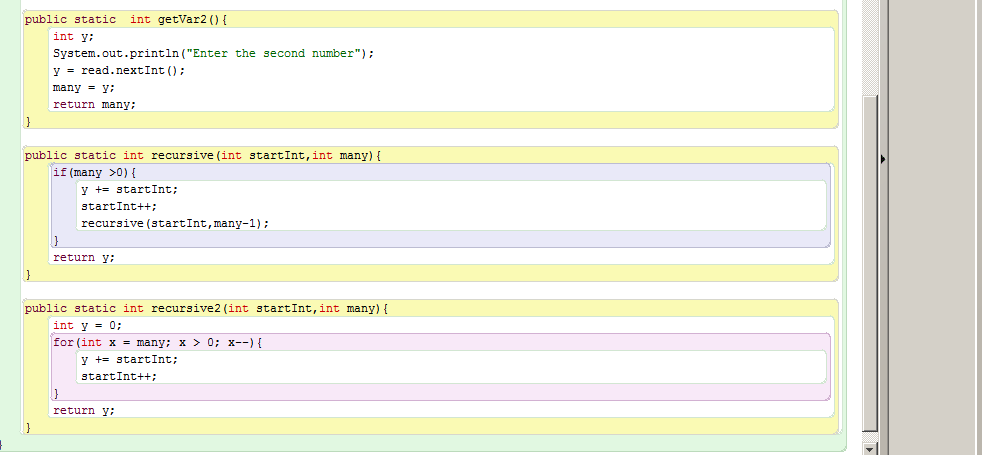 public static  int getVar2(){
int y;
System.out.println("Enter the second number");
y = read.nextInt();
many = y;
return many;
}
public static int recursive(int startInt,int many){
if(many >0){
y += startInt;
startInt++;
recursive(startInt,many-1);
}
return y;
}
public static int recursive2(int startInt,int many){
int y = 0;
for(int x = many; x > 0; x--){
y += startInt;
startInt++;
}
return y;
}
}